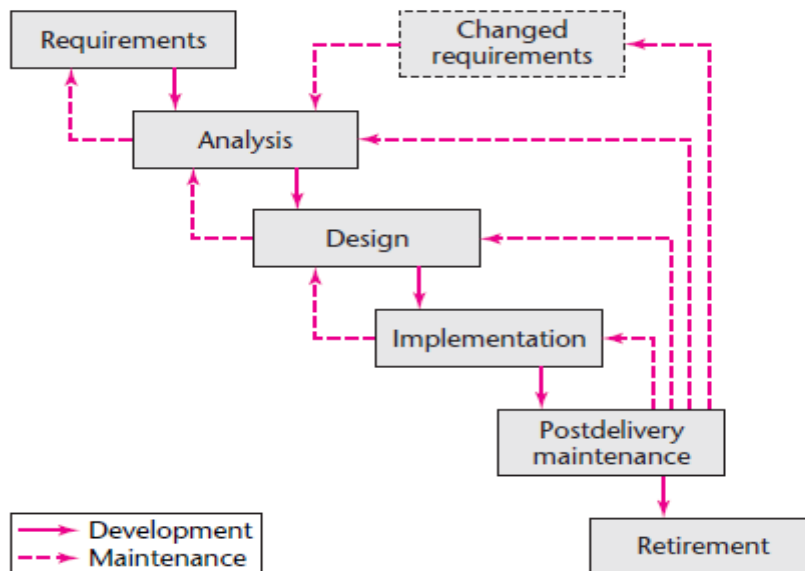 Requirements
Changed
requirements
Analysis
Design
Implementation
Postdelivery
maintenance
Retirement
Development
Maintenance